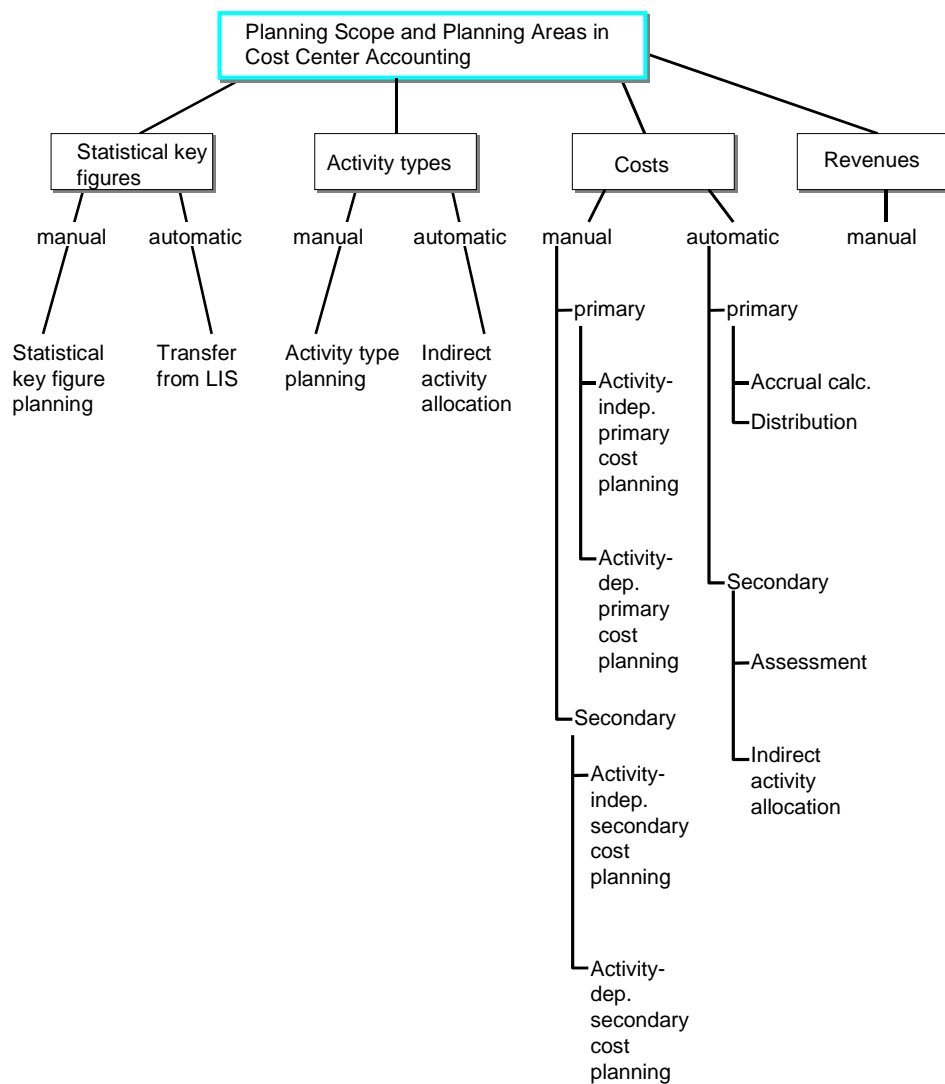 Planning Scope and Planning Areas in
Cost Center Accounting
Statistical key
figures
Activity types
Costs
Revenues
manual
automatic
manual
automatic
manual
automatic
manual
Statistical
key figure
planning
Transfer
from LIS
Activity type
planning
Indirect
activity
allocation
primary
Activity-
indep.
primary
cost
planning
Activity-
dep.
primary
cost
planning
Secondary
Activity-
indep.
secondary
cost
planning
Activity-
dep.
secondary
cost
planning
primary
Accrual calc.
Distribution
Secondary
Assessment
Indirect
activity
allocation